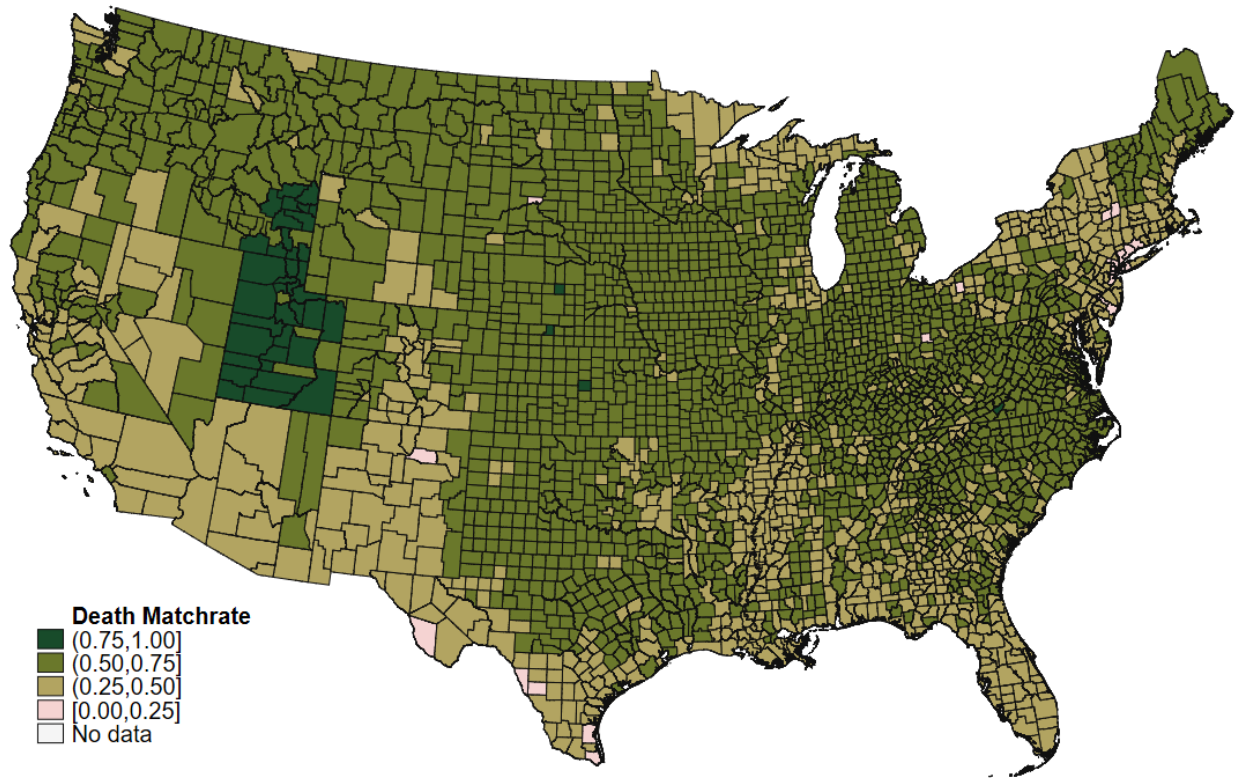 Death Matchrate
(0.75,1.00]
(0.50,0.75]
(0.25,0.50]
[0.00,0.25]
No data